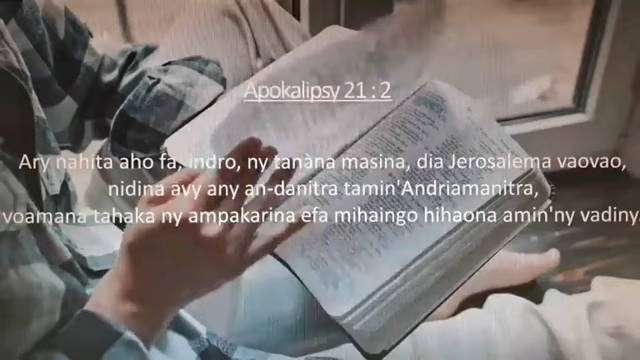 Apokalipsy 21 : 2
Ary nahita aho fa, indro, ny tanàna masina, dia Jerosalema vaovao,
nidina avy any an-danitra tamin'Andriamanitra,
voamana tahaka ny ampakarina efa mihaingo hihaona amin'ny vadiny.